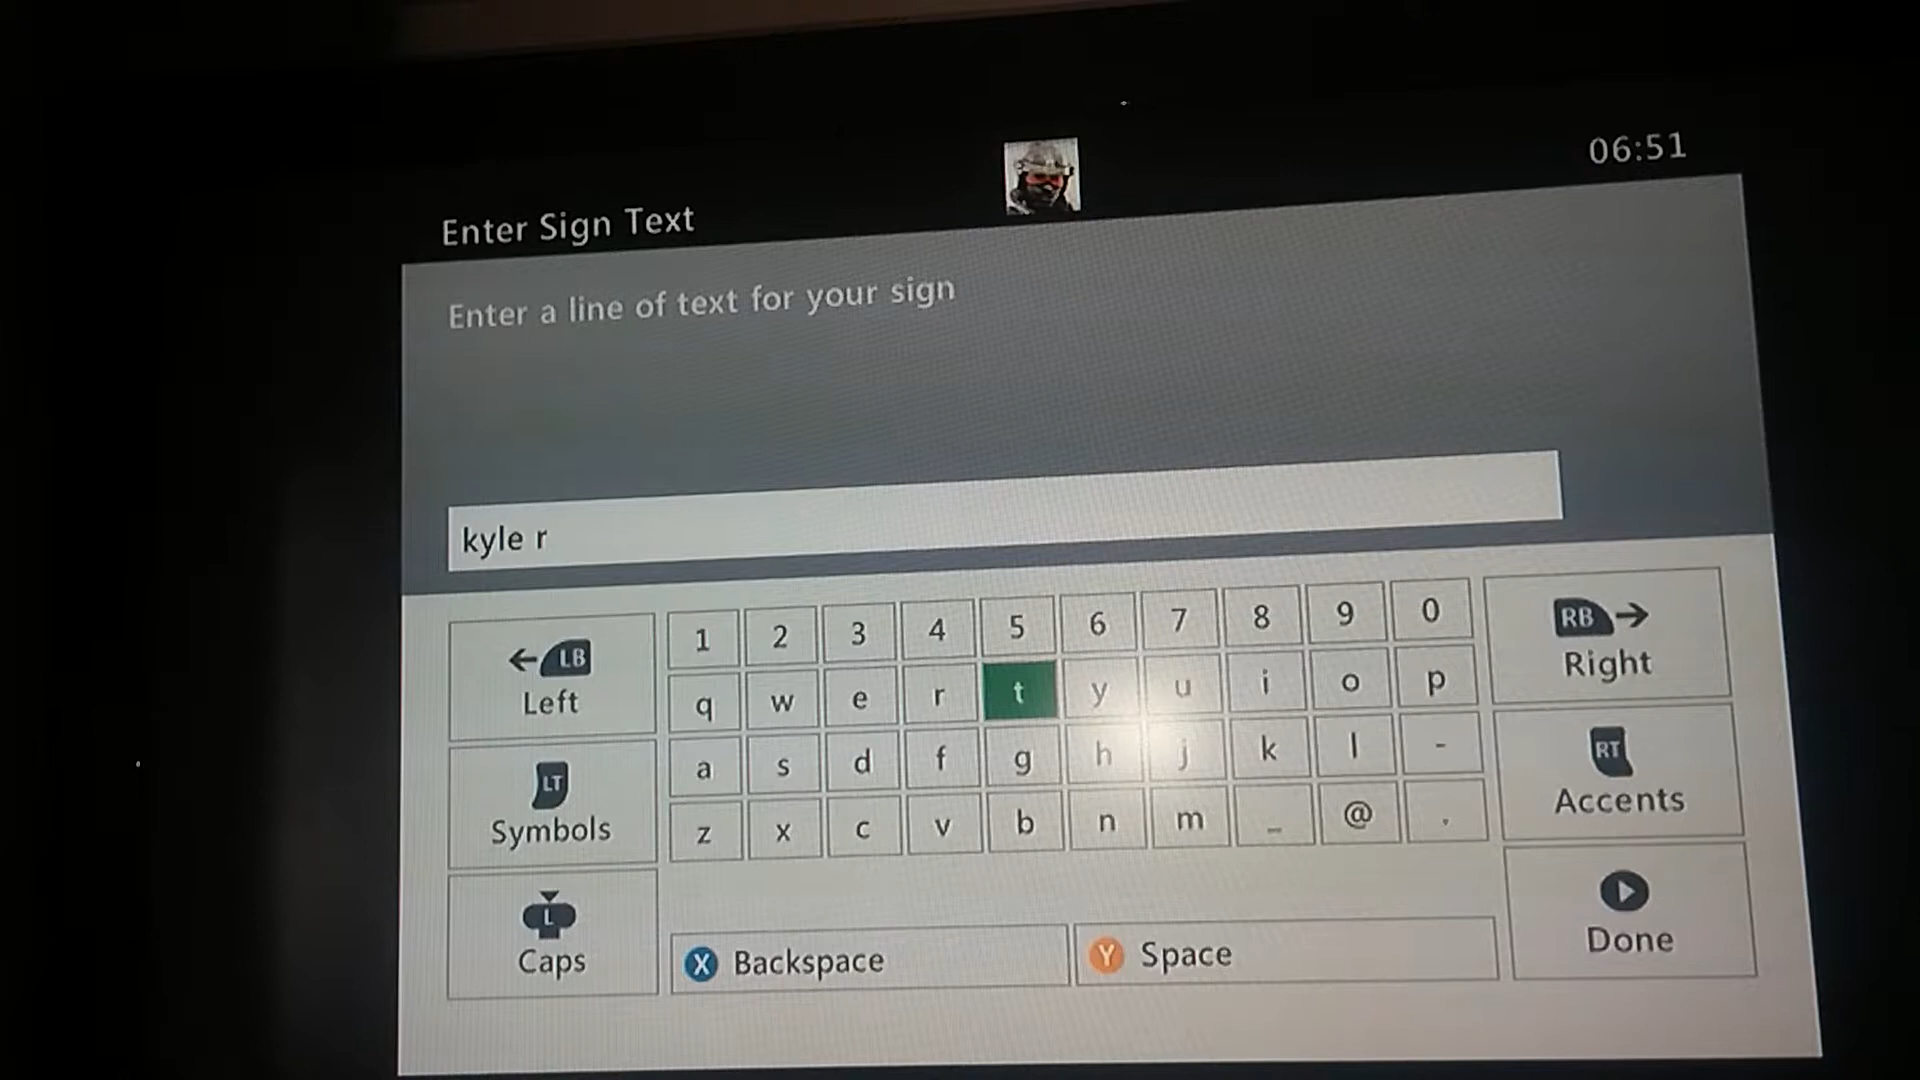 06:51
Enter Sign Text
Enter a line of text for your sign
kyle r
LB
Left
1 2 3 4 5 6 7 8 9 0
RB
Right
q w e r t y u i o p
LT
Symbols
a s d f g h j k l -
RT
Accents
z x c v b n m _ @ .
L
Caps
X Backspace
Y Space
Done